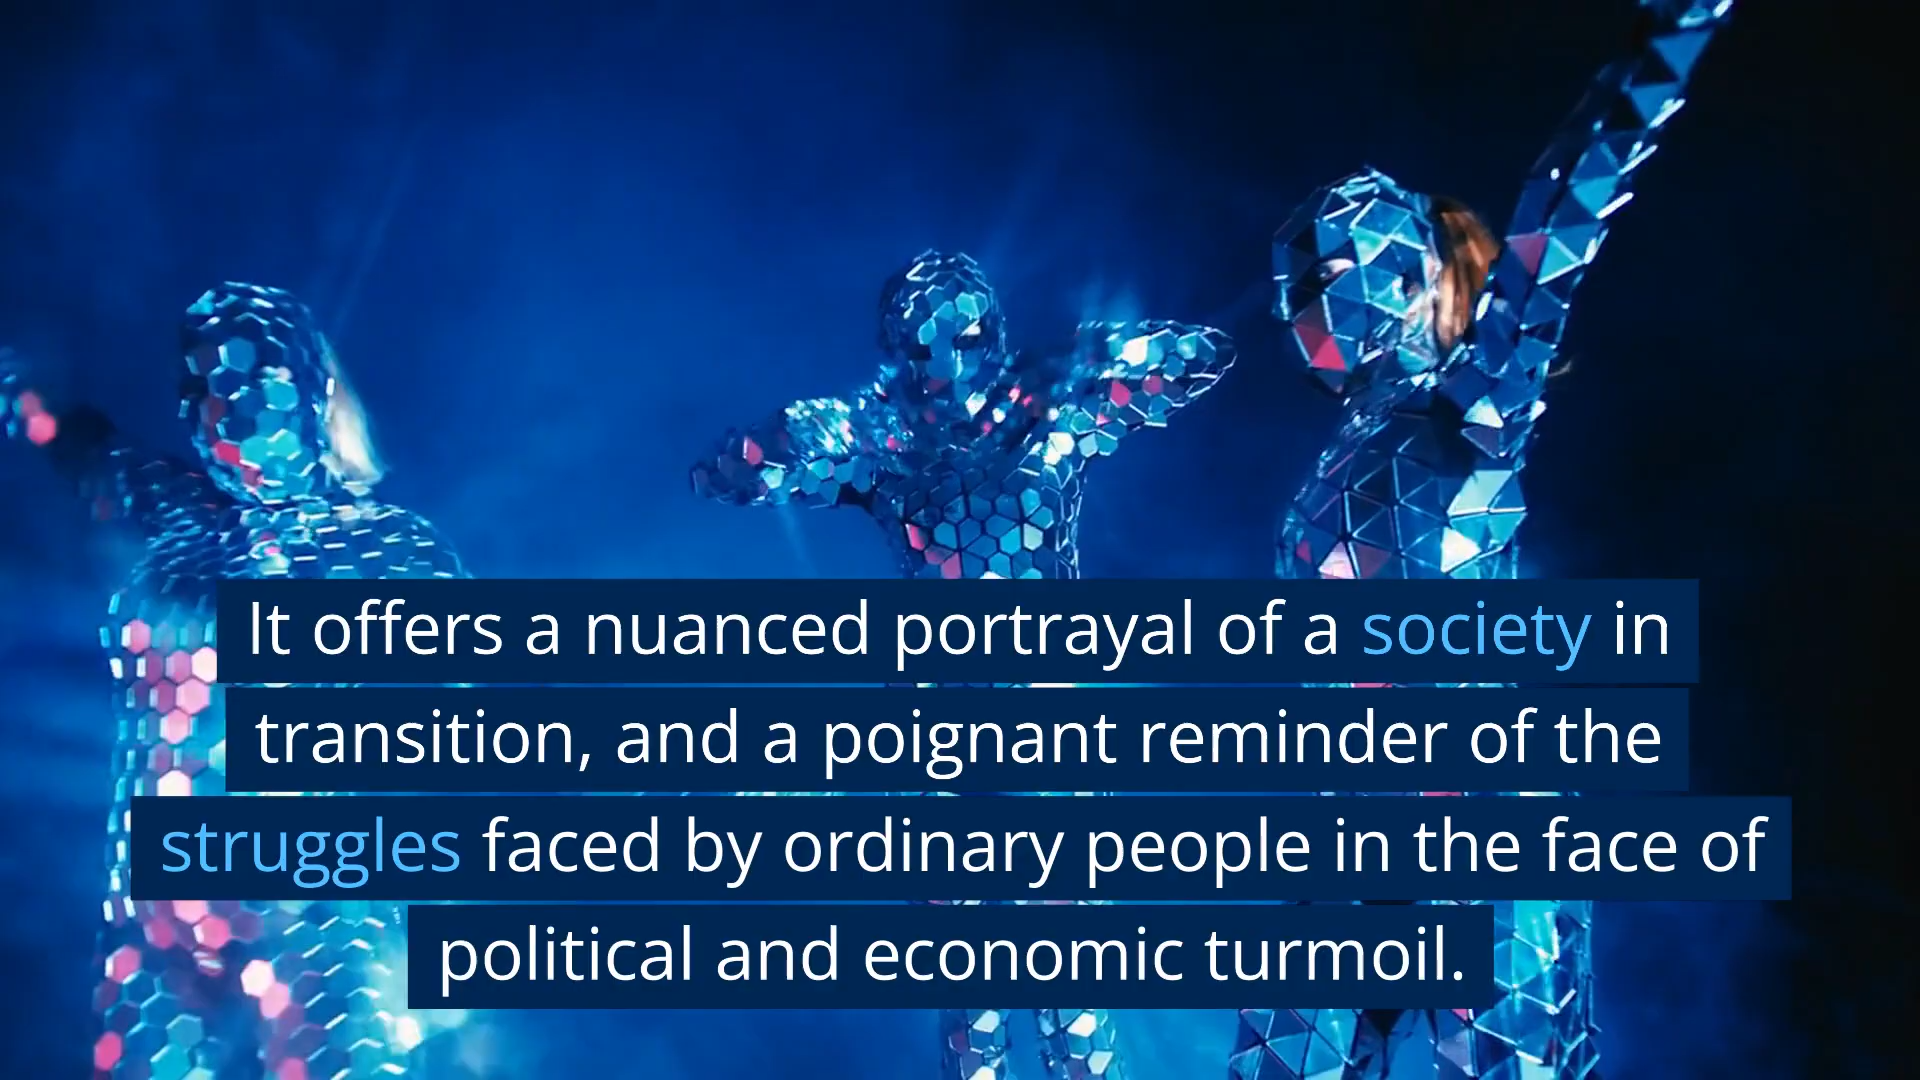 It offers a nuanced portrayal of a society in
transition, and a poignant reminder of the
struggles faced by ordinary people in the face of
political and economic turmoil.